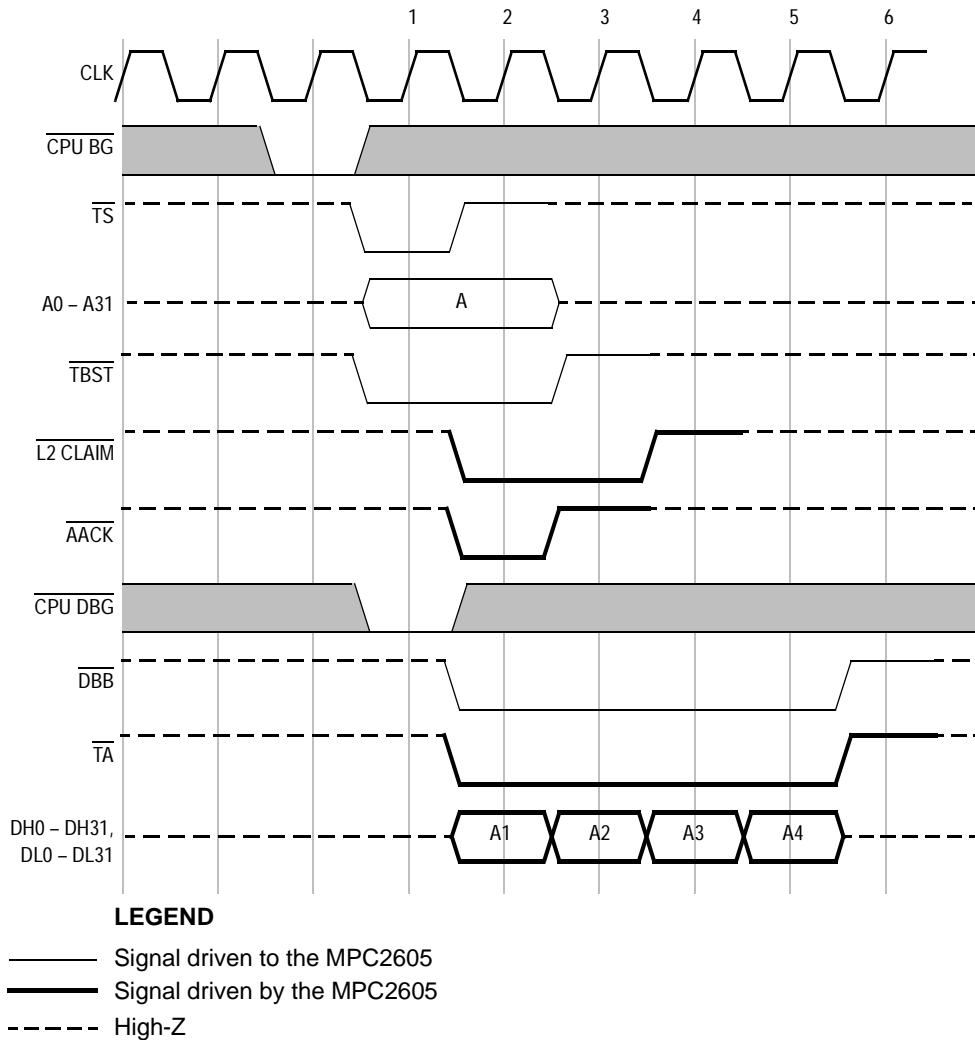 1 2 3 4 5 6
CLK
CPU BG
TS
A0 – A31
A
TBST
L2 CLAIM
AACK
CPU DBG
DBB
TA
DH0 – DH31,
DL0 – DL31
A1 A2 A3 A4
LEGEND
Signal driven to the MPC2605
Signal driven by the MPC2605
High-Z